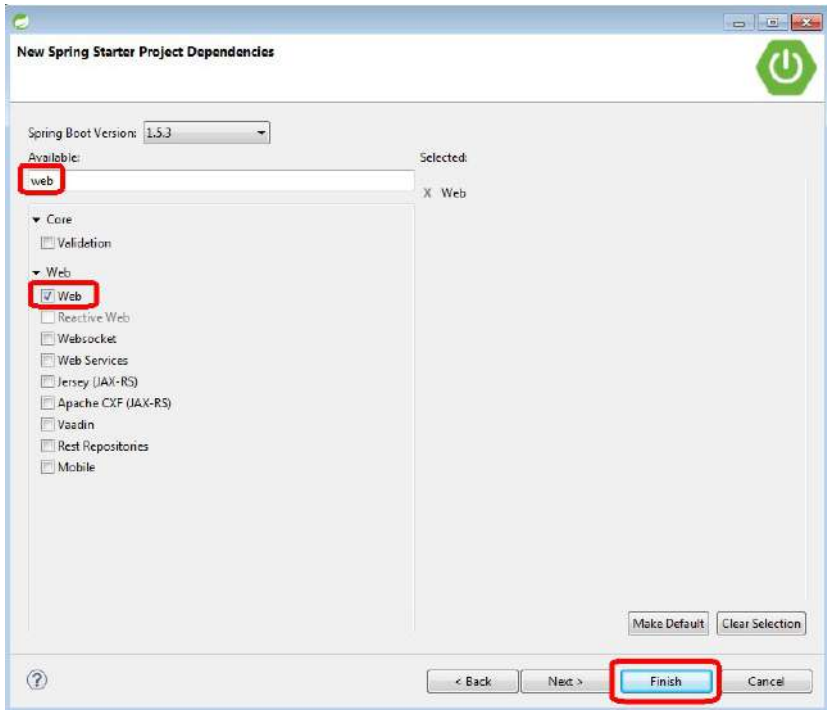 New Spring Starter Project Dependencies
Spring Boot Version: 1.5.3
Available:
Selected:
web
X Web
Core
Validation
Web
Web
Reactive Web
Websocket
Web Services
Jersey (JAX-RS)
Apache CXF (JAX-RS)
Vaadin
Rest Repositories
Mobile
Make Default Clear Selection
? < Back Next > Finish Cancel